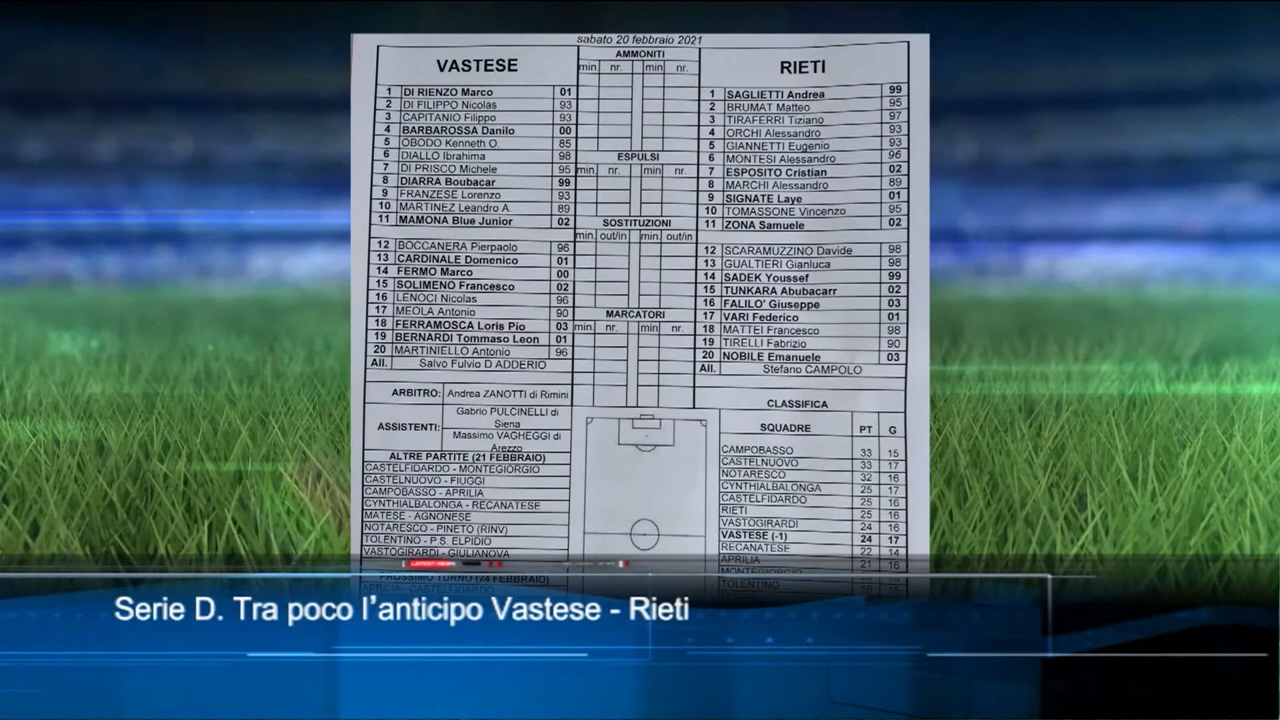 sabato 20 febbraio 2021
VASTESE
1 DI RIENZO Marco 01
2 DI FILIPPO Nicolas 93
3 CAPITANIO Filippo 93
4 BARBAROSSA Danilo 00
5 OBODO Kenneth O. 85
6 DIALLO Ibrahima 98
7 DI PRISCO Michele 95
8 DIARRA Boubacar 99
9 FRANZESE Lorenzo 93
10 MARTINEZ Leandro A. 89
11 MAMONA Blue Junior 02
12 BOCCANERA Pierpaolo 96
13 CARDINALE Domenico 01
14 FERMO Marco 00
15 SOLIMENO Francesco 02
16 LENOCI Nicolas 96
17 MEOLA Antonio 90
18 FERRAMOSCA Loris Pio 03
19 BERNARDI Tommaso Leon 01
20 MARTINIELLO Antonio 96
All. Salvo Fulvio D ADDERIO
AMMONITI
min. nr. min. nr.
ESPULSI
min. nr. min. nr.
SOSTITUZIONI
min. out/in min. out/in
MARCATORI
min. nr. min nr.
RIETI
1 SAGLIETTI Andrea 99
2 BRUMAT Matteo 95
3 TIRAFERRI Tiziano 97
4 ORCHI Alessandro 93
5 GIANNETTI Eugenio 93
6 MONTESI Alessandro 96
7 ESPOSITO Cristian 02
8 MARCHI Alessandro 89
9 SIGNATE Laye 01
10 TOMASSONE Vincenzo 95
11 ZONA Samuele 02
12 SCARAMUZZINO Davide 98
13 GUALTIERI Gianluca 98
14 SADEK Youssef 99
15 TUNKARA Abubacarr 02
16 FALILO' Giuseppe 03
17 VARI Federico 01
18 MATTEI Francesco 98
19 TIRELLI Fabrizio 90
20 NOBILE Emanuele 03
All. Stefano CAMPOLO
ARBITRO: Andrea ZANOTTI di Rimini
ASSISTENTI: Gabrio PULCINELLI di
Siena
Massimo VAGHEGGI di
Arezzo
ALTRE PARTITE (21 FEBBRAIO)
CASTELFIDARDO - MONTEGIORGIO
CASTELNUOVO - FIUGGI
CAMPOBASSO - APRILIA
CYNTHIALBALONGA - RECANATESE
MATESE - AGNONESE
NOTARESCO - PINETO (RINV)
TOLENTINO - P.S. ELPIDIO
VASTOGIRARDI - GIULIANOVA
PROSSIMO TURNO (24 FEBBRAIO)
APRILIA - CASTELFIDARDO
CLASSIFICA
SQUADRE PT G
CAMPOBASSO 33 15
CASTELNUOVO 33 17
NOTARESCO 32 16
CYNTHIALBALONGA 25 17
CASTELFIDARDO 25 16
RIETI 25 16
VASTOGIRARDI 24 16
VASTESE (-1) 24 17
RECANATESE 22 14
APRILIA 21 16
MONTEGIORGIO
TOLENTINO
LATEST NEWS
Serie D. Tra poco l'anticipo Vastese - Rieti